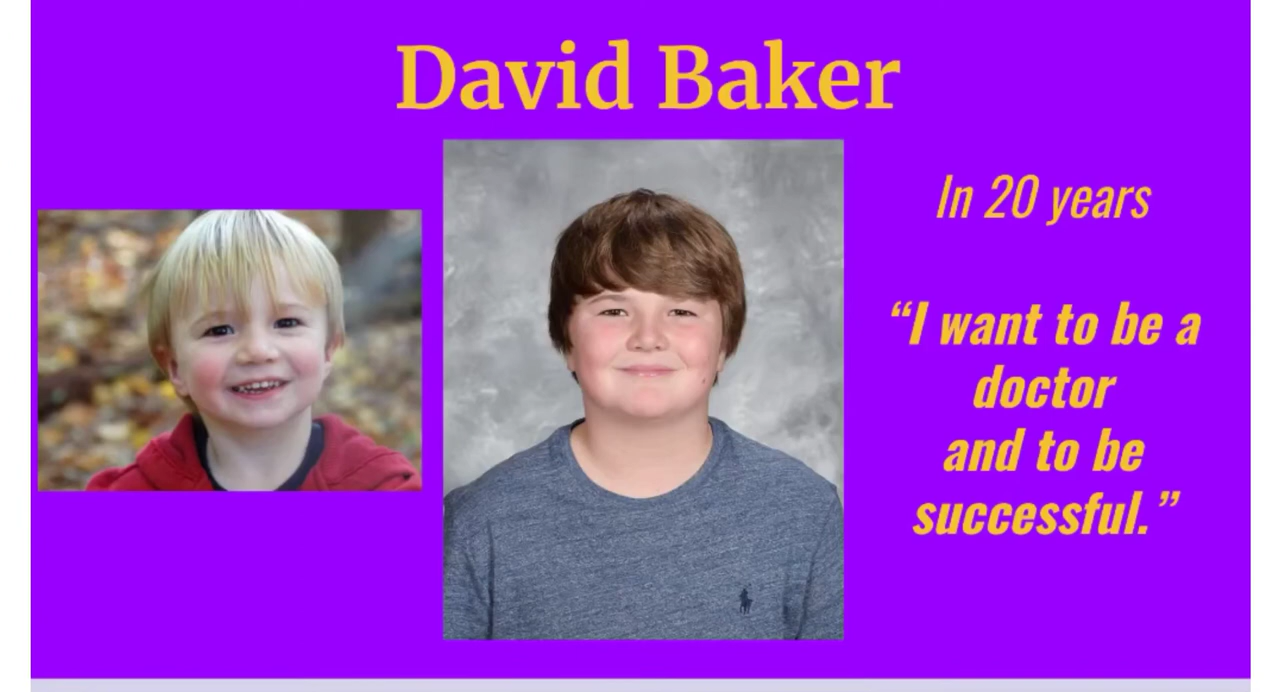 David Baker
In 20 years
“I want to be a
doctor
and to be
successful.”